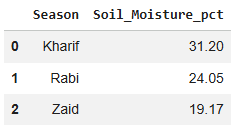 Season Soil_Moisture_pct
0 Kharif 31.20
1 Rabi 24.05
2 Zaid 19.17